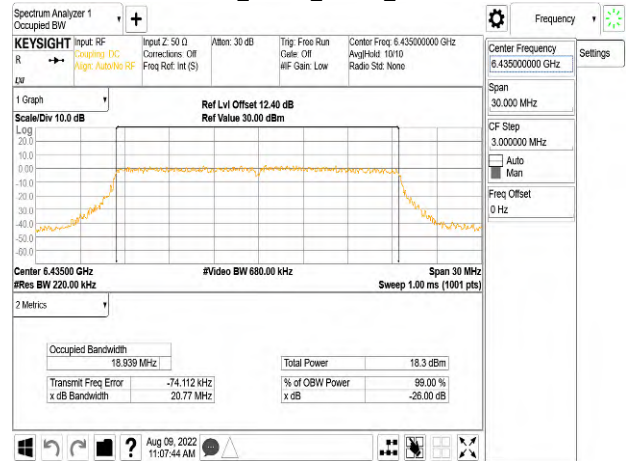 Spectrum Analyzer 1
Occupied BW
Frequency
KEYSIGHT
R
Input: RF
Coupling: DC
Align: Auto/No RF
Input Z: 50 Ω
Corrections: Off
Freq Ref: Int (S)
Atten: 30 dB
Trig: Free Run
Gate: Off
#IF Gain: Low
Center Freq: 6.435000000 GHz
Avg|Hold: 10/10
Radio Std: None
Center Frequency
6.435000000 GHz
Settings
Span
30.000 MHz
CF Step
3.000000 MHz
Auto
Man
Freq Offset
0 Hz
1 Graph
Scale/Div 10.0 dB
Ref Lvl Offset 12.40 dB
Ref Value 30.00 dBm
Log
20.0
10.0
0.00
-10.0
-20.0
-30.0
-40.0
-50.0
-60.0
Center 6.43500 GHz
#Res BW 220.00 kHz
#Video BW 680.00 kHz
Span 30 MHz
Sweep 1.00 ms (1001 pts)
2 Metrics
Occupied Bandwidth
18.939 MHz
Total Power 18.3 dBm
Transmit Freq Error -74.112 kHz
% of OBW Power 99.00 %
x dB Bandwidth 20.77 MHz
x dB -26.00 dB
?
Aug 09, 2022
11:07:44 AM